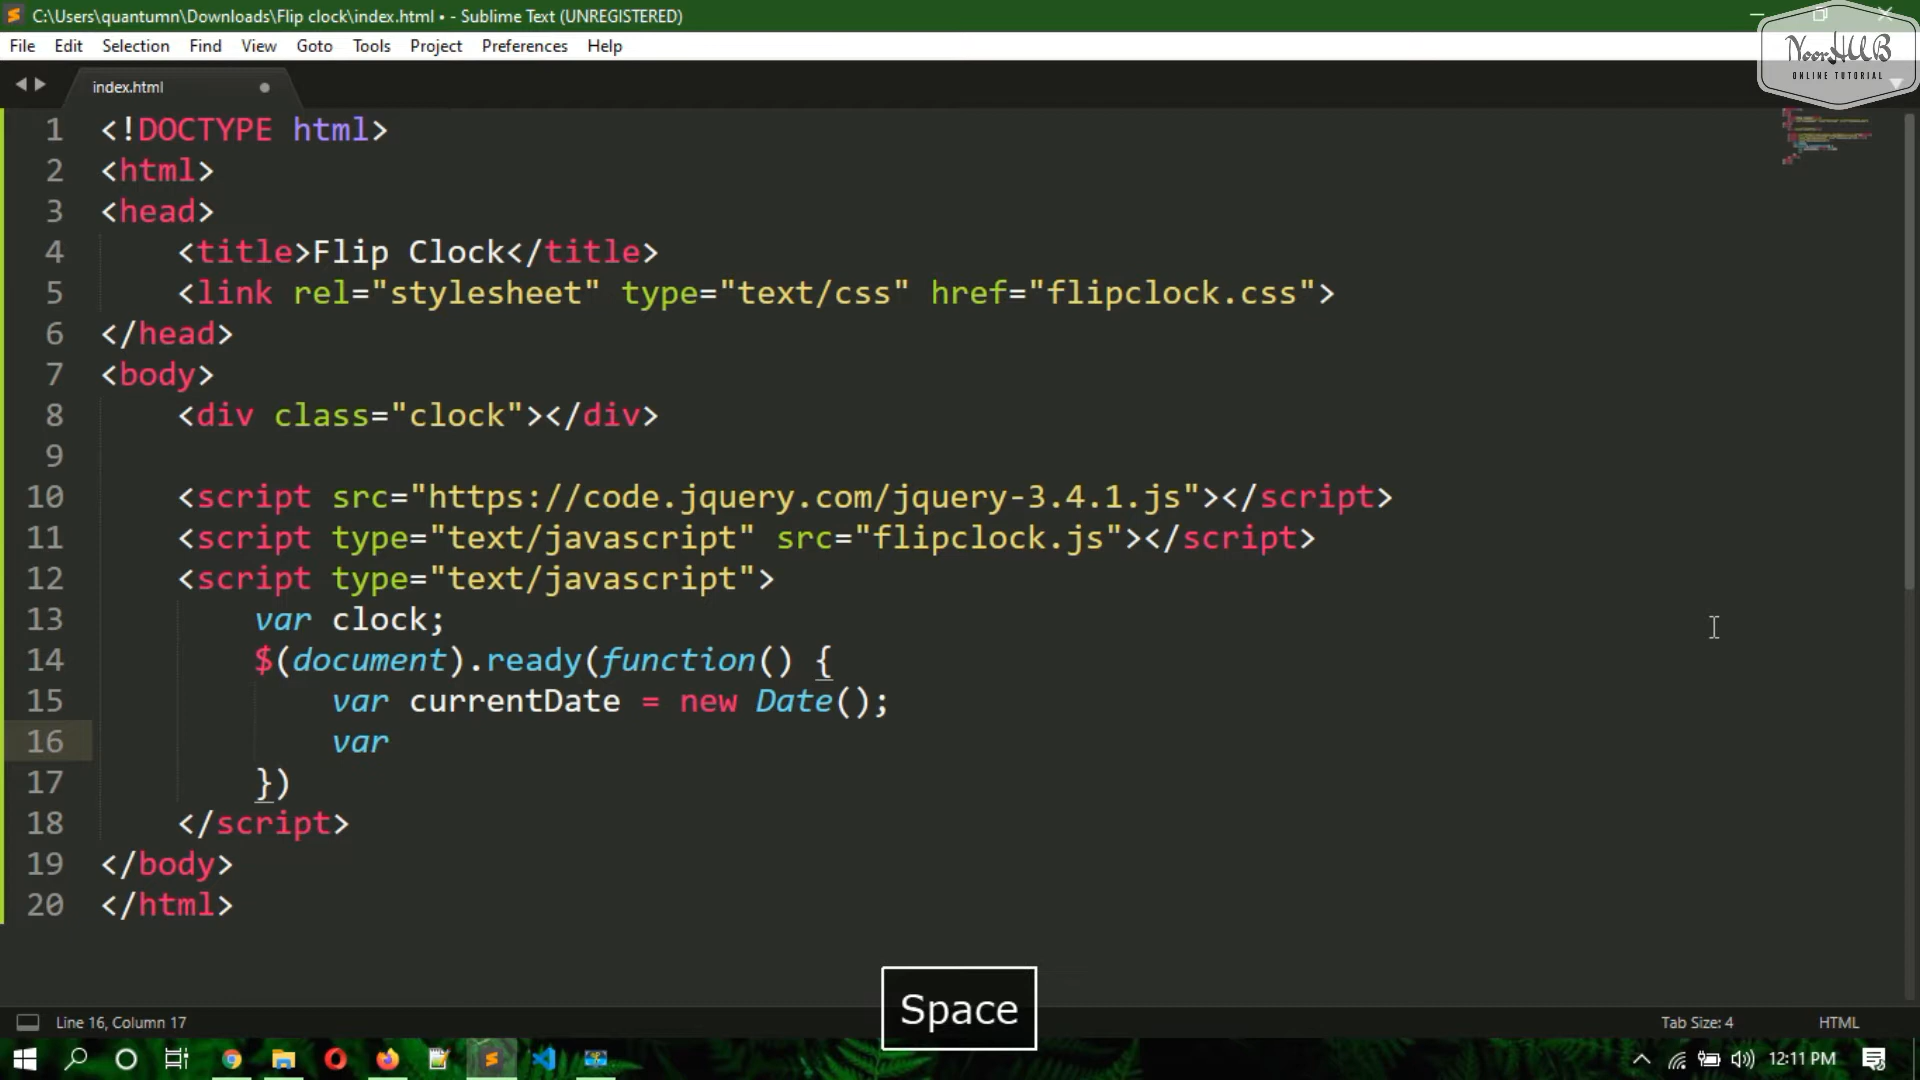 C:\Users\quantumn\Downloads\Flip clock\index.html • - Sublime Text (UNREGISTERED)
File Edit Selection Find View Goto Tools Project Preferences Help
NoorHUB
ONLINE TUTORIAL
index.html
1 <!DOCTYPE html>
2 <html>
3 <head>
4 <title>Flip Clock</title>
5 <link rel="stylesheet" type="text/css" href="flipclock.css">
6 </head>
7 <body>
8 <div class="clock"></div>
9
10 <script src="https://code.jquery.com/jquery-3.4.1.js"></script>
11 <script type="text/javascript" src="flipclock.js"></script>
12 <script type="text/javascript">
13 var clock;
14 $(document).ready(function() {
15 var currentDate = new Date();
16 var
17 })
18 </script>
19 </body>
20 </html>
Space
Line 16, Column 17 Tab Size: 4 HTML
12:11 PM